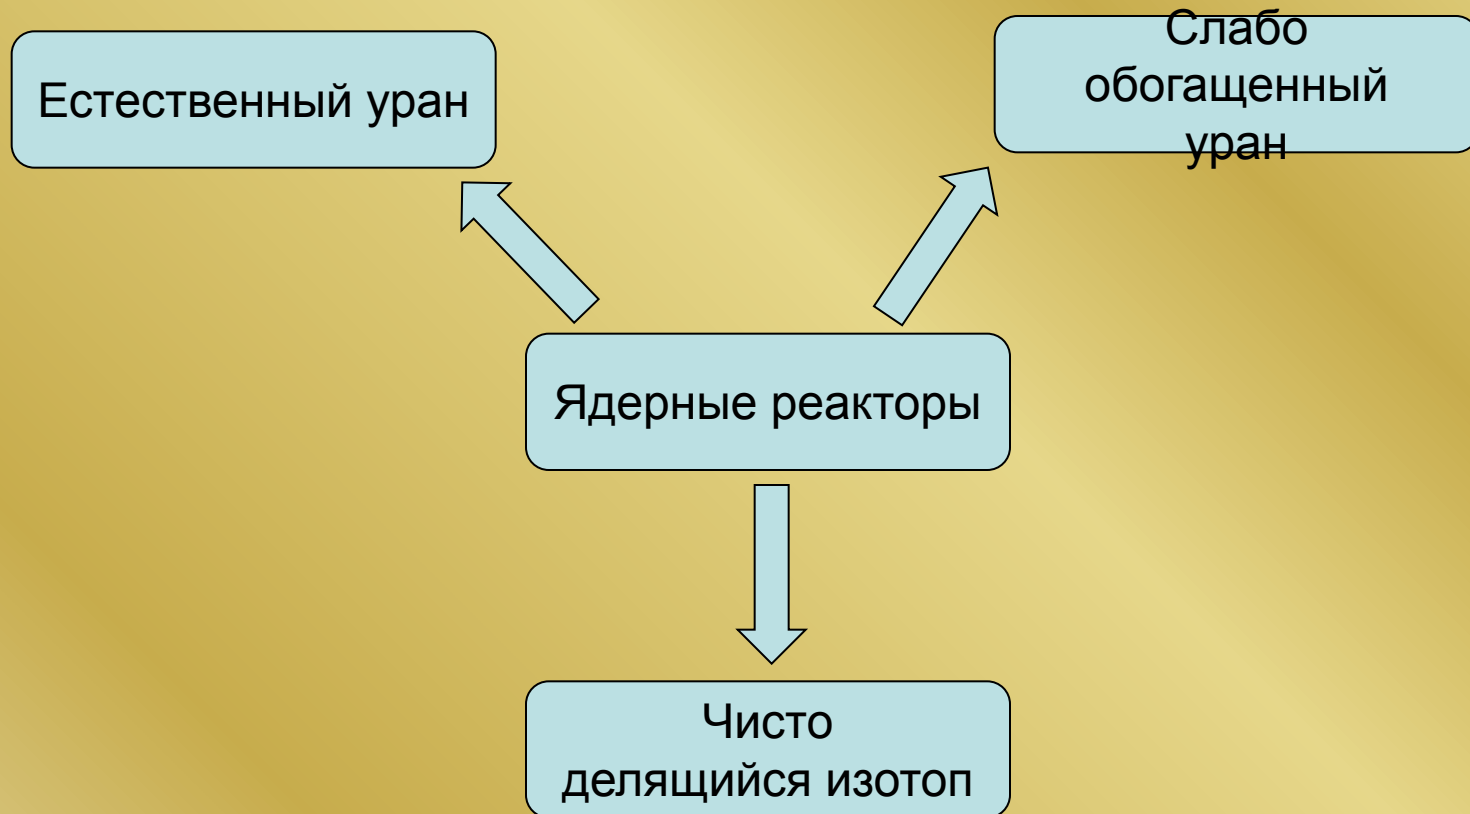 Естественный уран
Слабо
обогащенный
уран
Ядерные реакторы
Чисто
делящийся изотоп